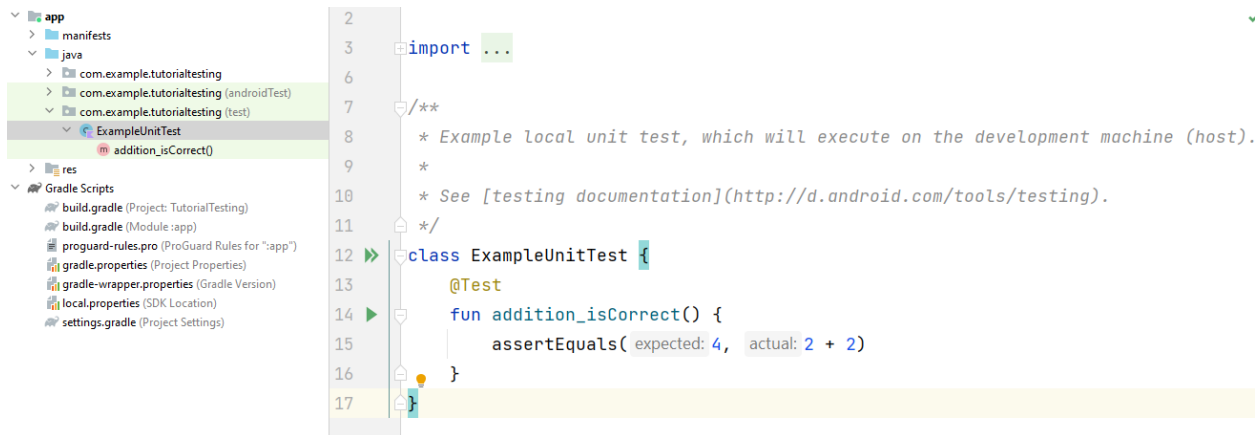 app
manifests
java
com.example.tutorialtesting
com.example.tutorialtesting (androidTest)
com.example.tutorialtesting (test)
ExampleUnitTest
m addition_isCorrect()
res
Gradle Scripts
build.gradle (Project: TutorialTesting)
build.gradle (Module :app)
proguard-rules.pro (ProGuard Rules for ":app")
gradle.properties (Project Properties)
gradle-wrapper.properties (Gradle Version)
local.properties (SDK Location)
settings.gradle (Project Settings)
2
3 import ...
6
7 /**
8 * Example local unit test, which will execute on the development machine (host).
9 *
10 * See [testing documentation](http://d.android.com/tools/testing).
11 */
12 class ExampleUnitTest {
13 @Test
14 fun addition_isCorrect() {
15 assertEquals( expected: 4, actual: 2 + 2)
16 }
17 }